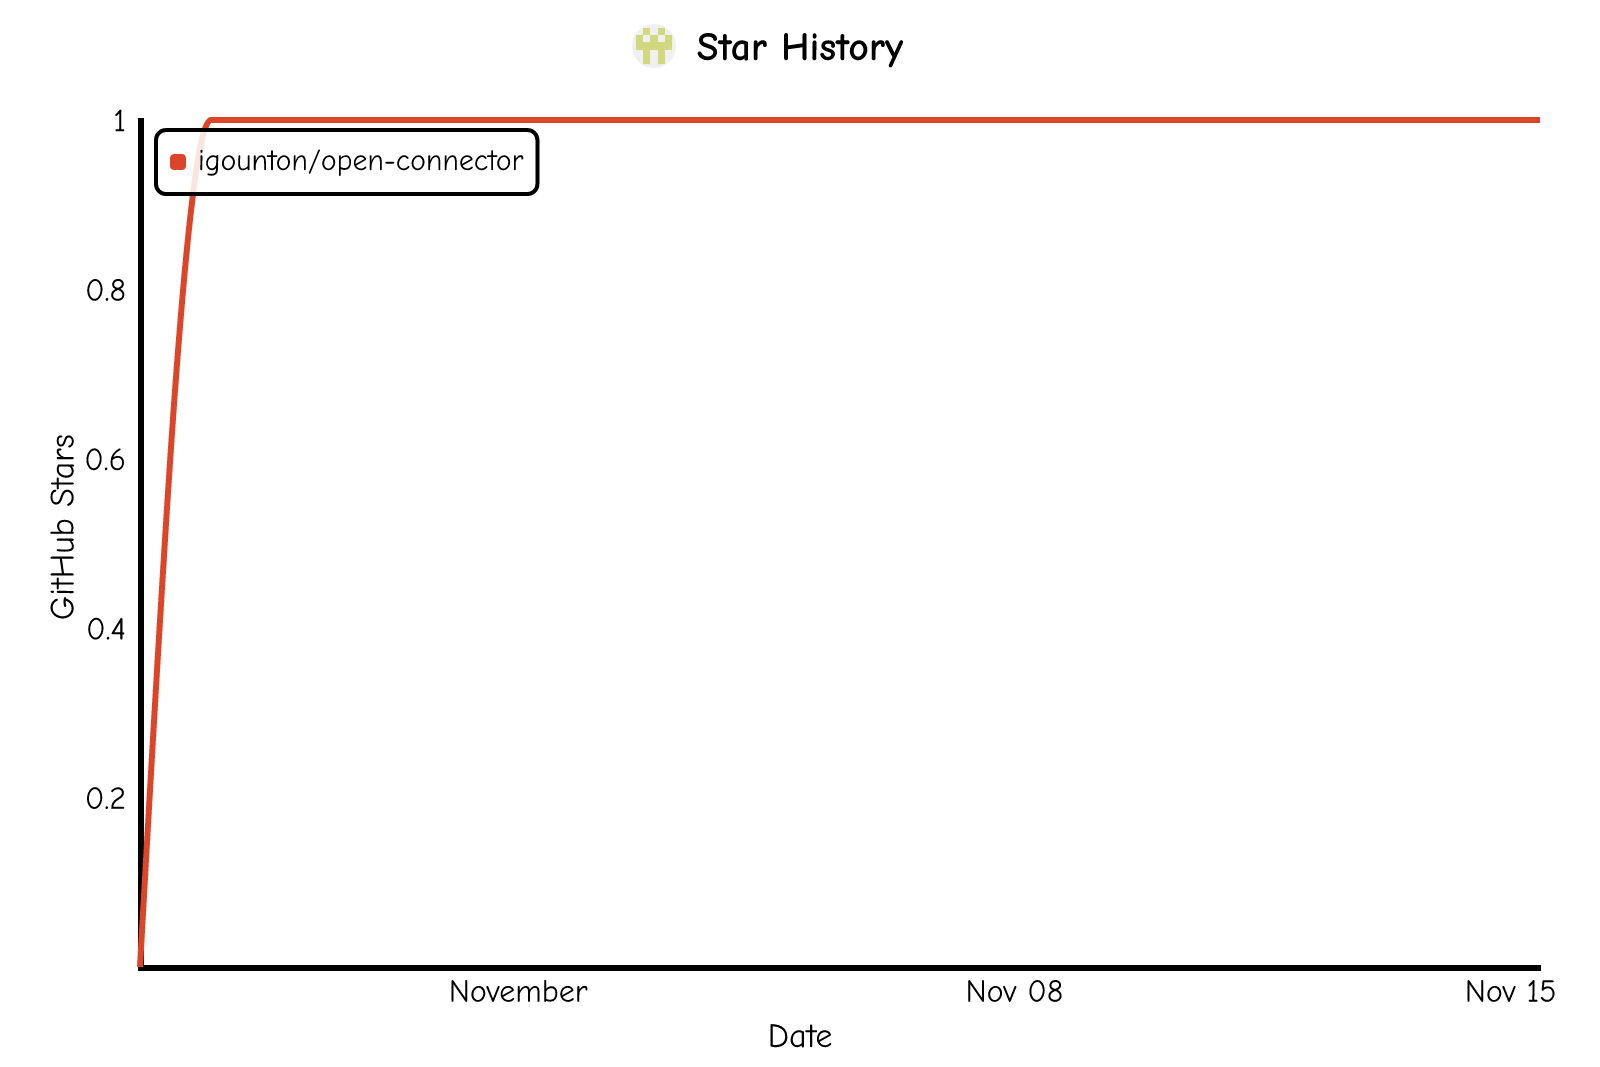 Star History
igounton/open-connector
1
0.8
0.6
0.4
0.2
GitHub Stars
November
Nov 08
Nov 15
Date